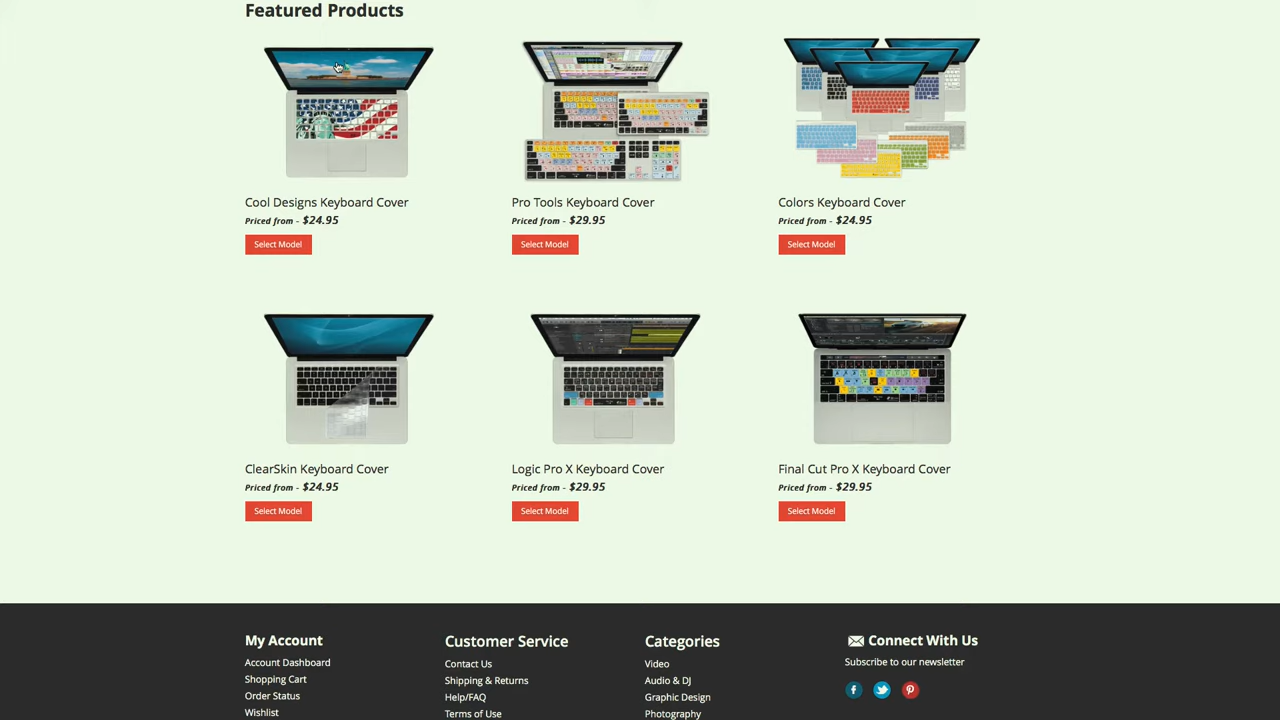 Featured Products
Cool Designs Keyboard Cover
Priced from - $24.95
Select Model
Pro Tools Keyboard Cover
Priced from - $29.95
Select Model
Colors Keyboard Cover
Priced from - $24.95
Select Model
ClearSkin Keyboard Cover
Priced from - $24.95
Select Model
Logic Pro X Keyboard Cover
Priced from - $29.95
Select Model
Final Cut Pro X Keyboard Cover
Priced from - $29.95
Select Model
My Account
Account Dashboard
Shopping Cart
Order Status
Wishlist
Customer Service
Contact Us
Shipping & Returns
Help/FAQ
Terms of Use
Categories
Video
Audio & DJ
Graphic Design
Photography
Connect With Us
Subscribe to our newsletter